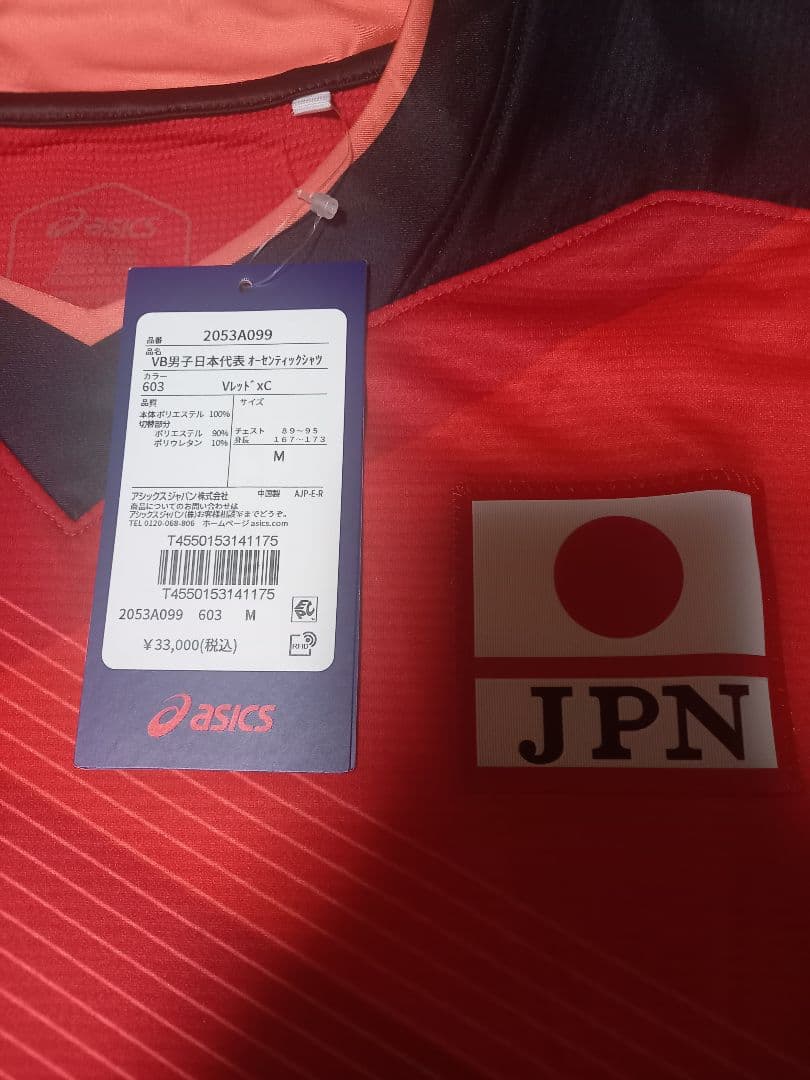 asics
品番 2053A099
品名
VB男子日本代表 ｵｰｾﾝﾃｨｯｸｼｬﾂ
カラー
603 Vﾚｯﾄﾞ×C
品質 サイズ
本体 ポリエステル 100%
切替部分
ポリエステル 90%
ポリウレタン 10%
チェスト 89～95
身長 167～173
M
アシックスジャパン株式会社 中国製 AJP-E-R
商品についてのお問い合わせは
アシックスジャパン(株)お客様相談室までどうぞ。
TEL 0120-068-806 ホームページ asics.com
T4550153141175
T4550153141175
2053A099 603 M
￥33,000(税込)
RFID
asics
JPN